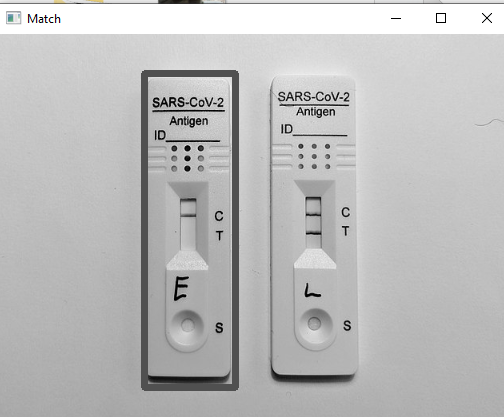 Match
SARS-CoV-2
Antigen
ID
C
T
E
S
SARS-CoV-2
Antigen
ID
C
T
L
S